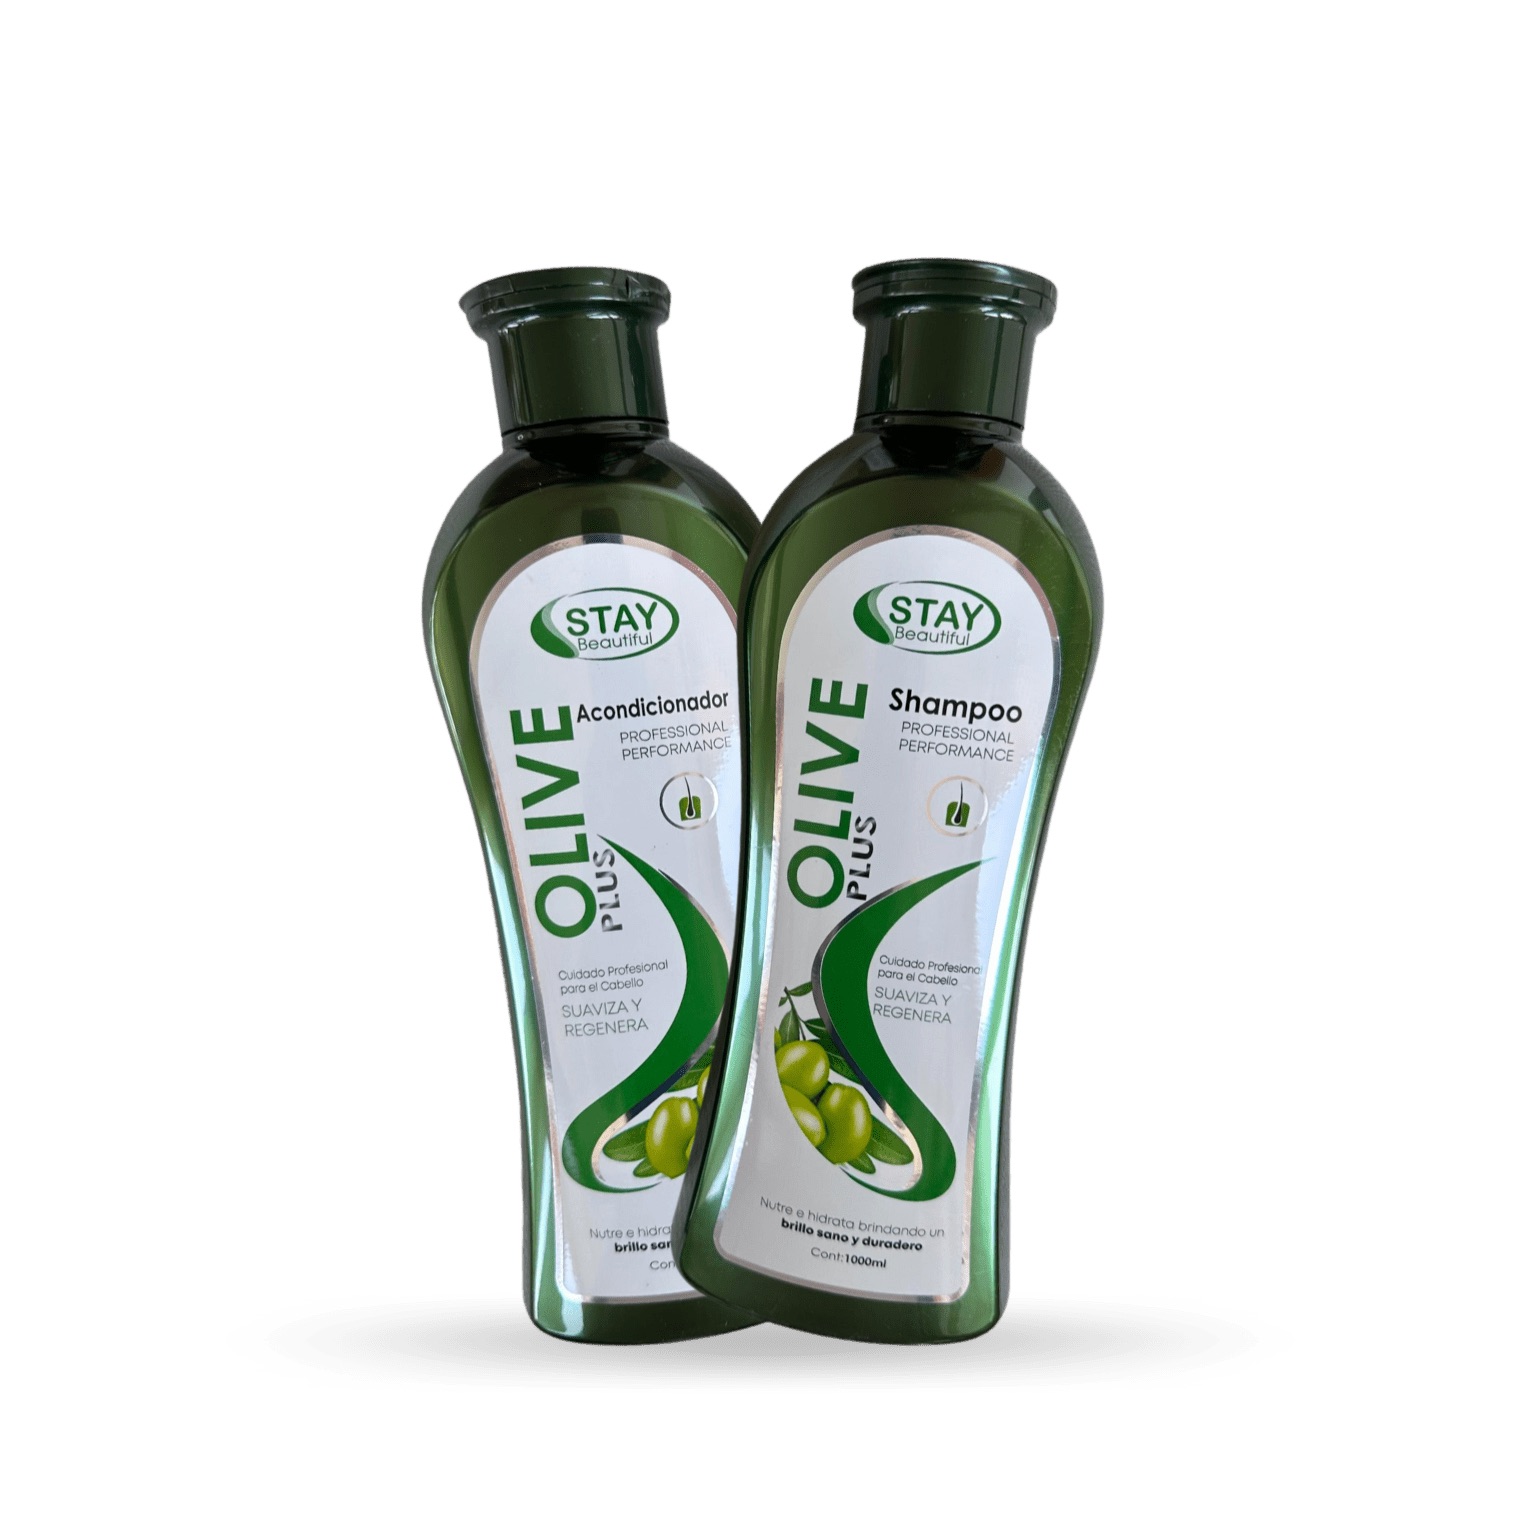 STAY
Beautiful
Acondicionador
PROFESSIONAL
PERFORMANCE
OLIVE
PLUS
Cuidado Profesional
para el Cabello
SUAVIZA Y
REGENERA
Nutre e hidra
brillo
STAY
Beautiful
Shampoo
PROFESSIONAL
PERFORMANCE
OLIVE
PLUS
Cuidado Profesional
para el Cabello
SUAVIZA Y
REGENERA
Nutre e hidrata brindando un
brillo sano y duradero
Cont:1000ml